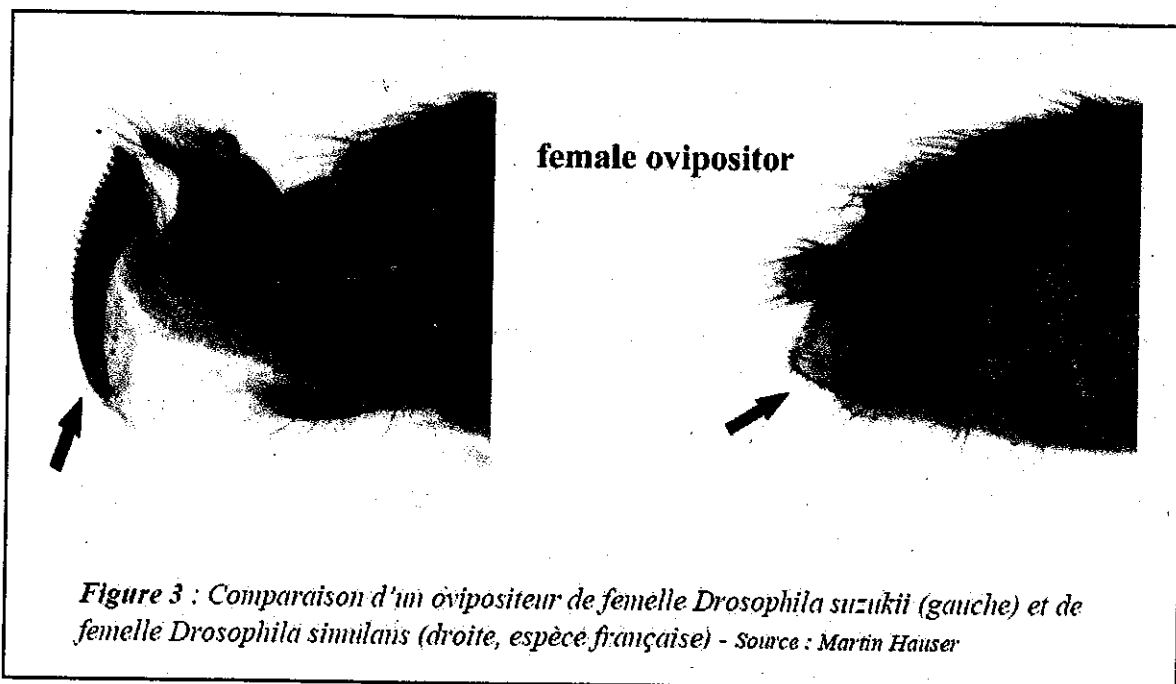 female ovipositor
Figure 3 : Comparaison d'un ovipositeur de femelle Drosophila suzukii (gauche) et de
femelle Drosophila simulans (droite, espèce française) - Source : Martin Hauser